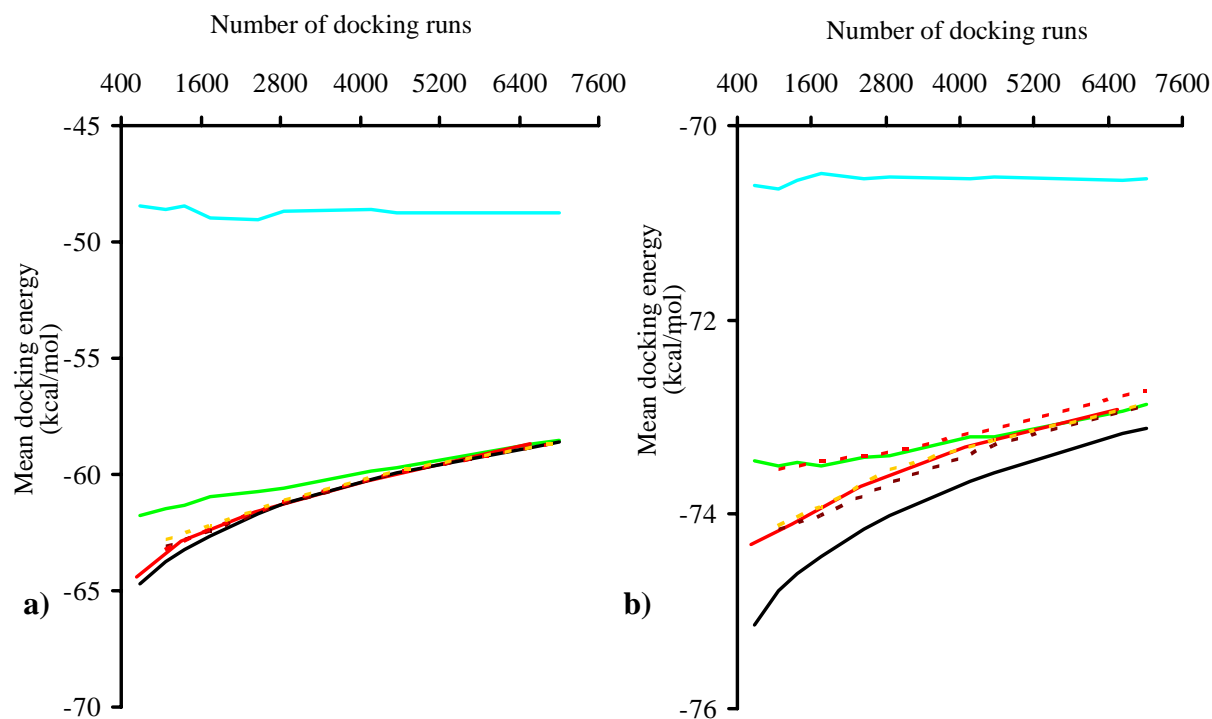 Number of docking runs
400 1600 2800 4000 5200 6400 7600
-45
-50
-55
-60
-65
-70
Mean docking energy
(kcal/mol)
a)
Number of docking runs
400 1600 2800 4000 5200 6400 7600
-70
-72
-74
-76
Mean docking energy
(kcal/mol)
b)